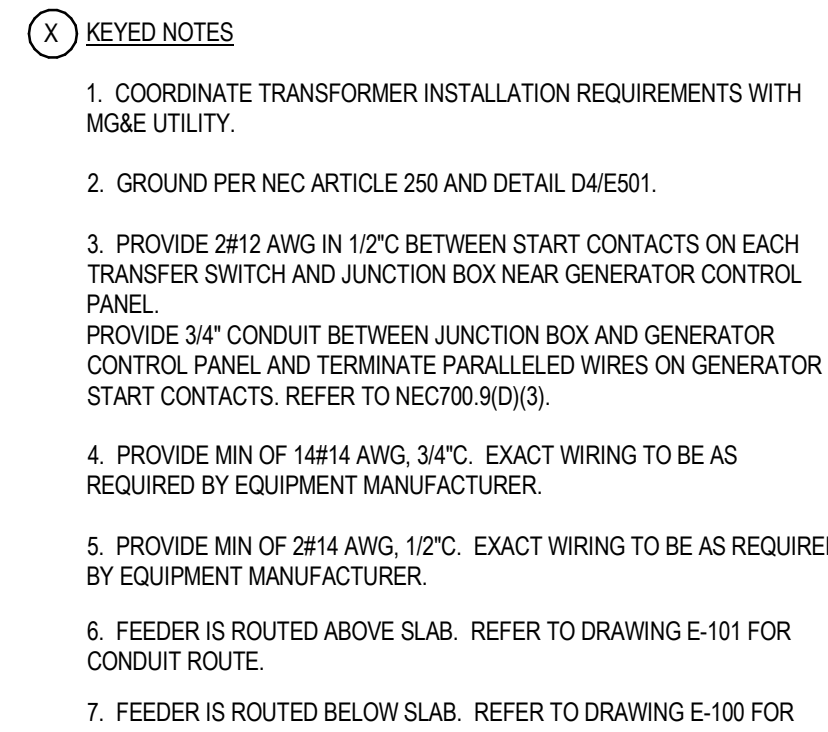 X KEYED NOTES
1. COORDINATE TRANSFORMER INSTALLATION REQUIREMENTS WITH
MG&E UTILITY.
2. GROUND PER NEC ARTICLE 250 AND DETAIL D4/E501.
3. PROVIDE 2#12 AWG IN 1/2"C BETWEEN START CONTACTS ON EACH
TRANSFER SWITCH AND JUNCTION BOX NEAR GENERATOR CONTROL
PANEL.
PROVIDE 3/4" CONDUIT BETWEEN JUNCTION BOX AND GENERATOR
CONTROL PANEL AND TERMINATE PARALLELED WIRES ON GENERATOR
START CONTACTS. REFER TO NEC700.9(D)(3).
4. PROVIDE MIN OF 14#14 AWG, 3/4"C. EXACT WIRING TO BE AS
REQUIRED BY EQUIPMENT MANUFACTURER.
5. PROVIDE MIN OF 2#14 AWG, 1/2"C. EXACT WIRING TO BE AS REQUIRED
BY EQUIPMENT MANUFACTURER.
6. FEEDER IS ROUTED ABOVE SLAB. REFER TO DRAWING E-101 FOR
CONDUIT ROUTE.
7. FEEDER IS ROUTED BELOW SLAB. REFER TO DRAWING E-100 FOR